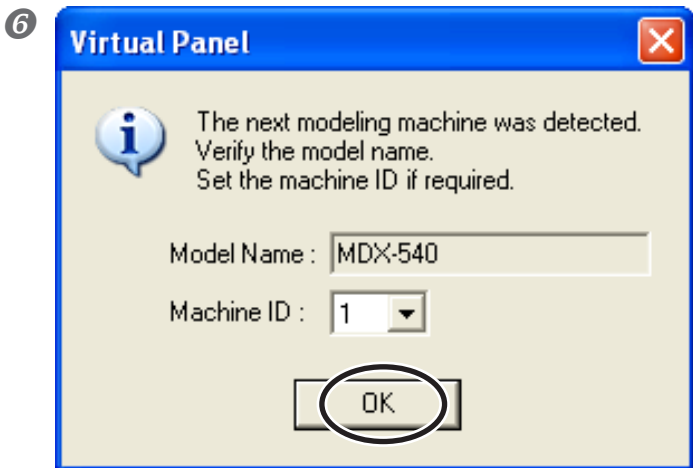 6
Virtual Panel
The next modeling machine was detected.
Verify the model name.
Set the machine ID if required.
Model Name : MDX-540
Machine ID : 1
OK